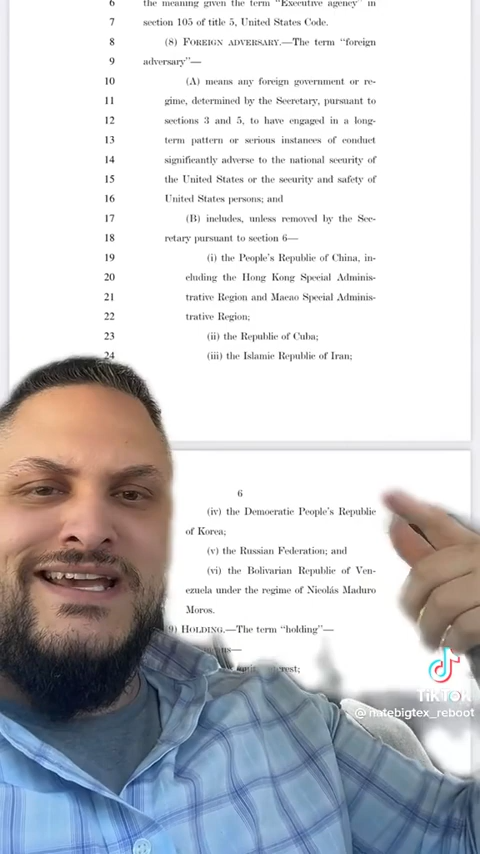 6 the meaning given the term “Executive agency” in
7 section 105 of title 5, United States Code.
8 (8) FOREIGN ADVERSARY.—The term “foreign
9 adversary”—
10 (A) means any foreign government or re-
11 gime, determined by the Secretary, pursuant to
12 sections 3 and 5, to have engaged in a long-
13 term pattern or serious instances of conduct
14 significantly adverse to the national security of
15 the United States or the security and safety of
16 United States persons; and
17 (B) includes, unless removed by the Sec-
18 retary pursuant to section 6—
19 (i) the People’s Republic of China, in-
20 cluding the Hong Kong Special Adminis-
21 trative Region and Macao Special Adminis-
22 trative Region;
23 (ii) the Republic of Cuba;
24 (iii) the Islamic Republic of Iran;
6
(iv) the Democratic People’s Republic
of Korea;
(v) the Russian Federation; and
(vi) the Bolivarian Republic of Ven-
ezuela under the regime of Nicolás Maduro
Moros.
9) HOLDING.—The term “holding”—
TikTok
@natebigtex_reboot